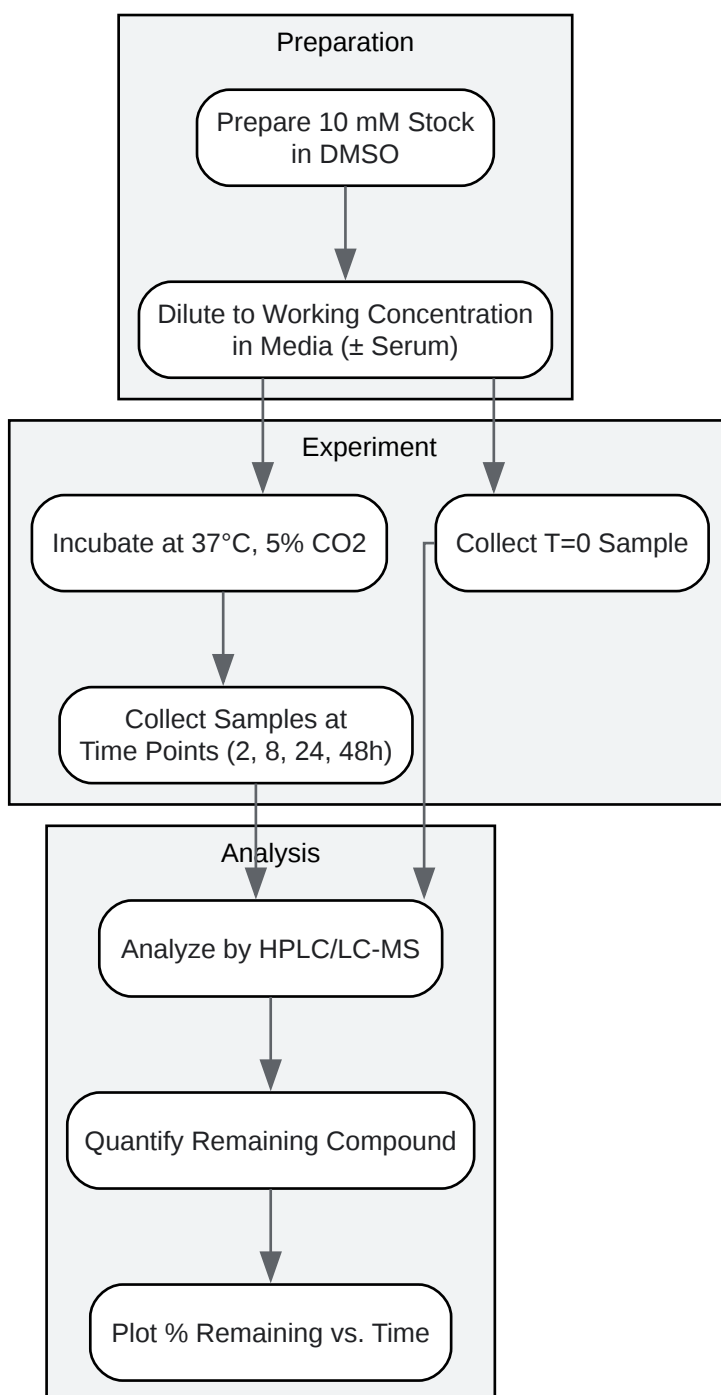 Preparation
Prepare 10 mM Stock
in DMSO
Dilute to Working Concentration
in Media (± Serum)
Experiment
Incubate at 37°C, 5% CO2
Collect T=0 Sample
Collect Samples at
Time Points (2, 8, 24, 48h)
Analysis
Analyze by HPLC/LC-MS
Quantify Remaining Compound
Plot % Remaining vs. Time